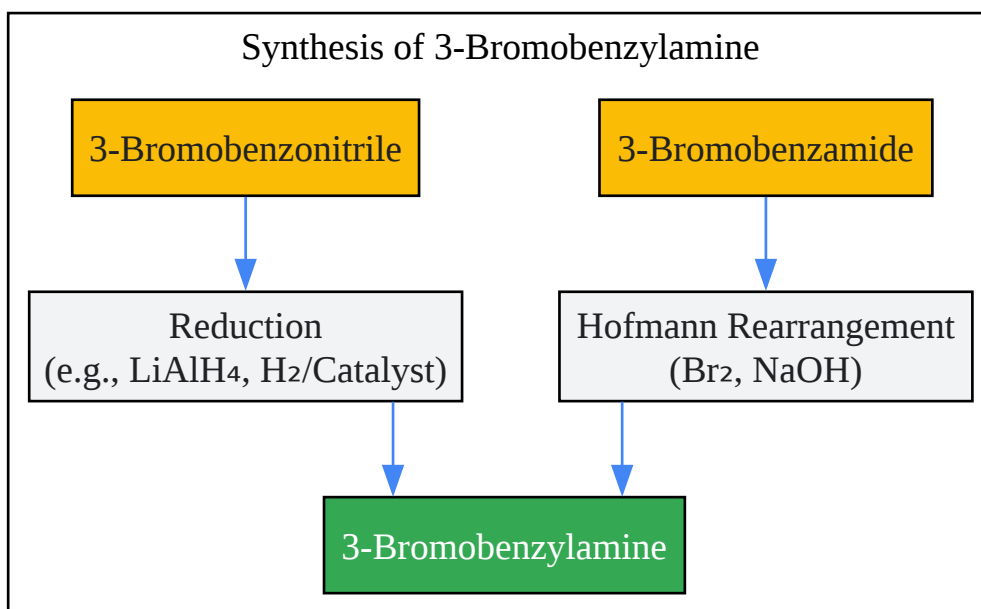 Synthesis of 3-Bromobenzylamine
3-Bromobenzonitrile
3-Bromobenzamide
Reduction
(e.g., LiAlH₄, H₂/Catalyst)
Hofmann Rearrangement
(Br₂, NaOH)
3-Bromobenzylamine